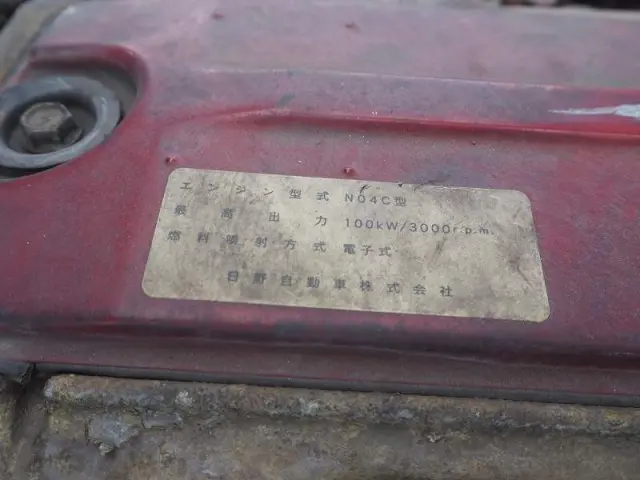 エンジン型式 N04C型
最高出力 100kW/3000r.p.m.
燃料噴射方式 電子式
日野自動車株式会社